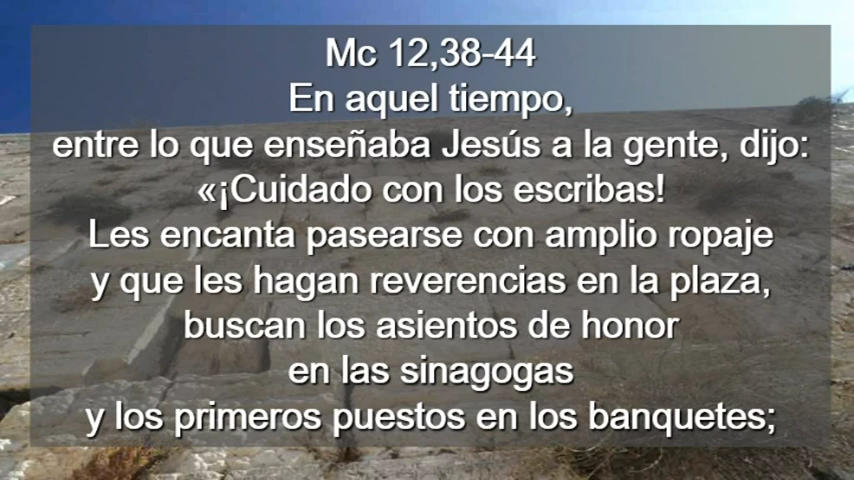 Mc 12,38-44
En aquel tiempo,
entre lo que enseñaba Jesús a la gente, dijo:
«¡Cuidado con los escribas!
Les encanta pasearse con amplio ropaje
y que les hagan reverencias en la plaza,
buscan los asientos de honor
en las sinagogas
y los primeros puestos en los banquetes;